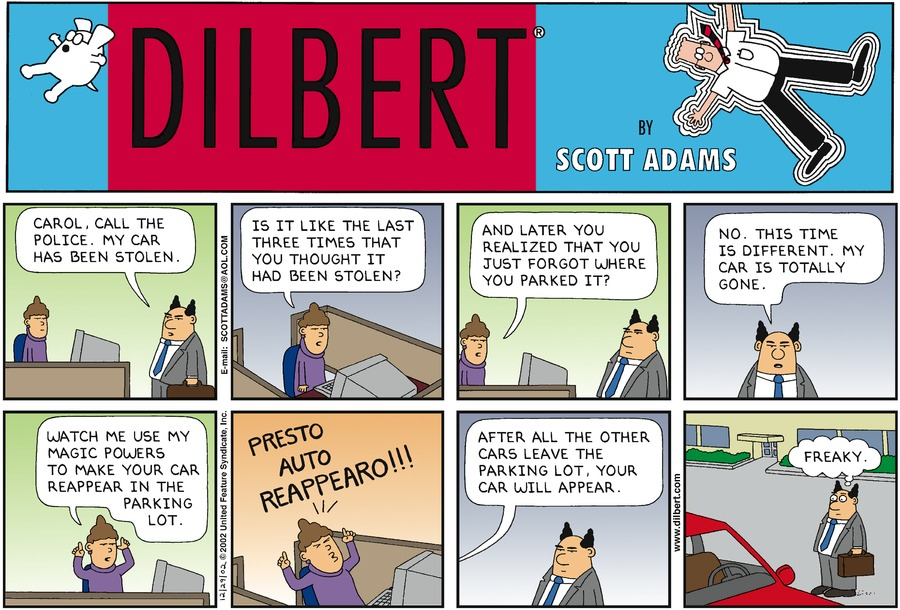 DILBERT®
BY
SCOTT ADAMS
CAROL, CALL THE
POLICE. MY CAR
HAS BEEN STOLEN.
E-mail: SCOTTADAMS@AOL.COM
IS IT LIKE THE LAST
THREE TIMES THAT
YOU THOUGHT IT
HAD BEEN STOLEN?
AND LATER YOU
REALIZED THAT YOU
JUST FORGOT WHERE
YOU PARKED IT?
NO. THIS TIME
IS DIFFERENT. MY
CAR IS TOTALLY
GONE.
WATCH ME USE MY
MAGIC POWERS
TO MAKE YOUR CAR
REAPPEAR IN THE
PARKING
LOT.
12/29/02 © 2002 United Feature Syndicate, Inc.
PRESTO
AUTO
REAPPEARO!!!
AFTER ALL THE OTHER
CARS LEAVE THE
PARKING LOT, YOUR
CAR WILL APPEAR.
www.dilbert.com
FREAKY.